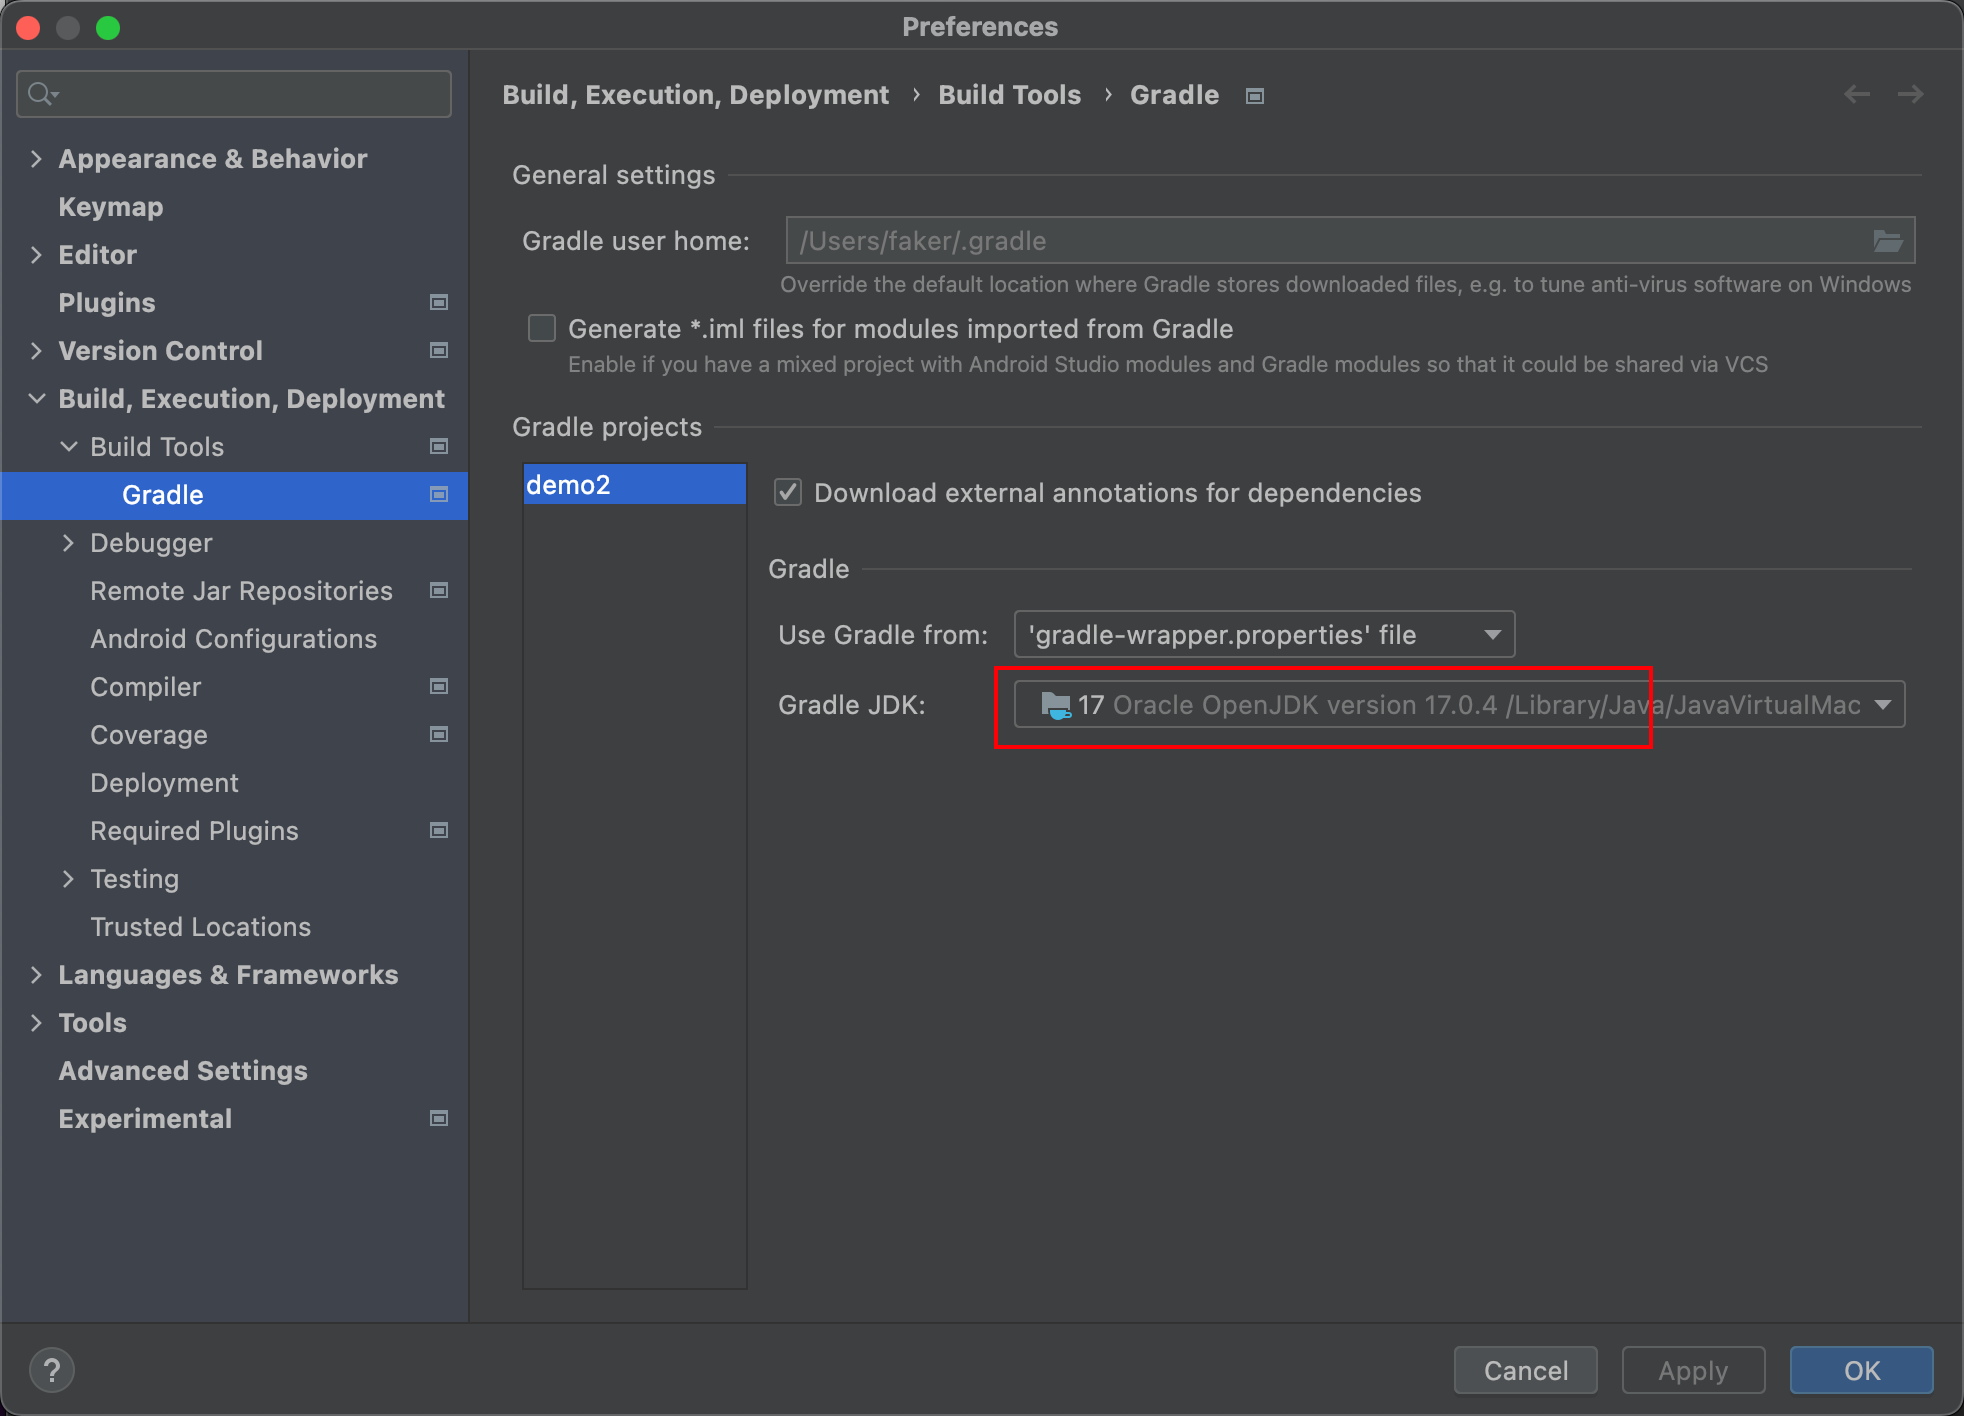 Preferences
Appearance & Behavior
Keymap
Editor
Plugins
Version Control
Build, Execution, Deployment
Build Tools
Gradle
Debugger
Remote Jar Repositories
Android Configurations
Compiler
Coverage
Deployment
Required Plugins
Testing
Trusted Locations
Languages & Frameworks
Tools
Advanced Settings
Experimental
Build, Execution, Deployment › Build Tools › Gradle
General settings
Gradle user home: /Users/faker/.gradle
Override the default location where Gradle stores downloaded files, e.g. to tune anti-virus software on Windows
Generate *.iml files for modules imported from Gradle
Enable if you have a mixed project with Android Studio modules and Gradle modules so that it could be shared via VCS
Gradle projects
demo2
Download external annotations for dependencies
Gradle
Use Gradle from: 'gradle-wrapper.properties' file
Gradle JDK: 17 Oracle OpenJDK version 17.0.4 /Library/Java/JavaVirtualMac
? Cancel Apply OK